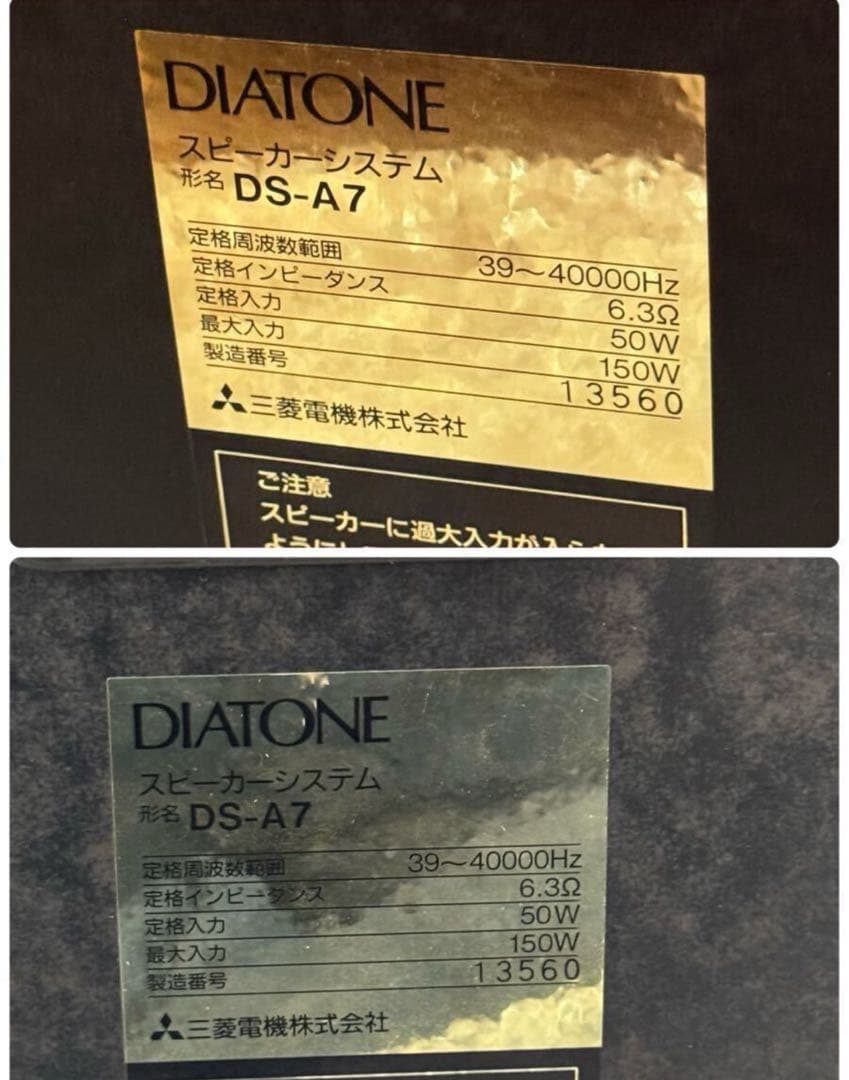 DIATONE
スピーカーシステム
形名 DS-A7
定格周波数範囲 39～40000Hz
定格インピーダンス 6.3Ω
定格入力 50W
最大入力 150W
製造番号 13560
三菱電機株式会社
ご注意
スピーカーに過大入力が入らな
ように
DIATONE
スピーカーシステム
形名 DS-A7
定格周波数範囲 39～40000Hz
定格インピーダンス 6.3Ω
定格入力 50W
最大入力 150W
製造番号 13560
三菱電機株式会社